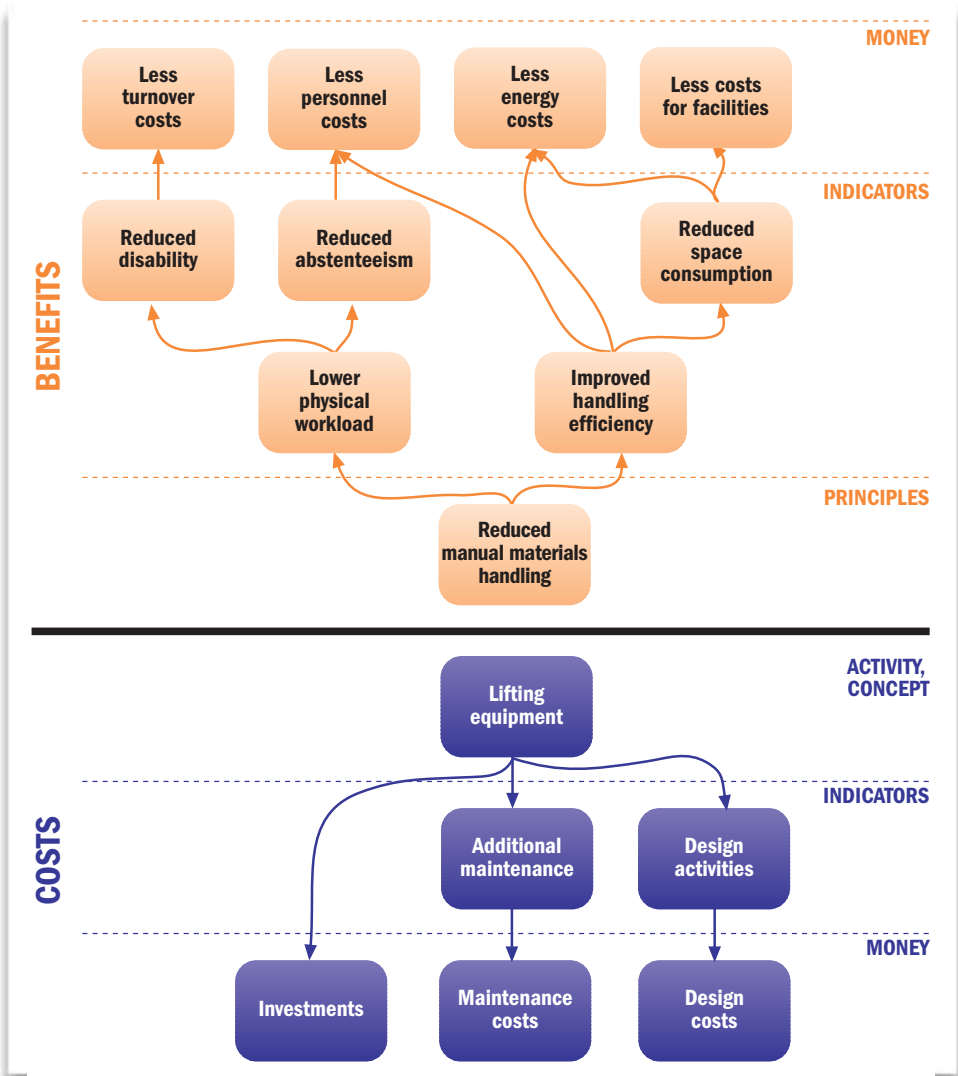 MONEY
Less
turnover
costs
Less
personnel
costs
Less
energy
costs
Less costs
for facilities
INDICATORS
Reduced
disability
Reduced
abstenteeism
Reduced
space
consumption
BENEFITS
Lower
physical
workload
Improved
handling
efficiency
PRINCIPLES
Reduced
manual materials
handling
ACTIVITY,
CONCEPT
Lifting
equipment
INDICATORS
COSTS
Additional
maintenance
Design
activities
MONEY
Investments
Maintenance
costs
Design
costs